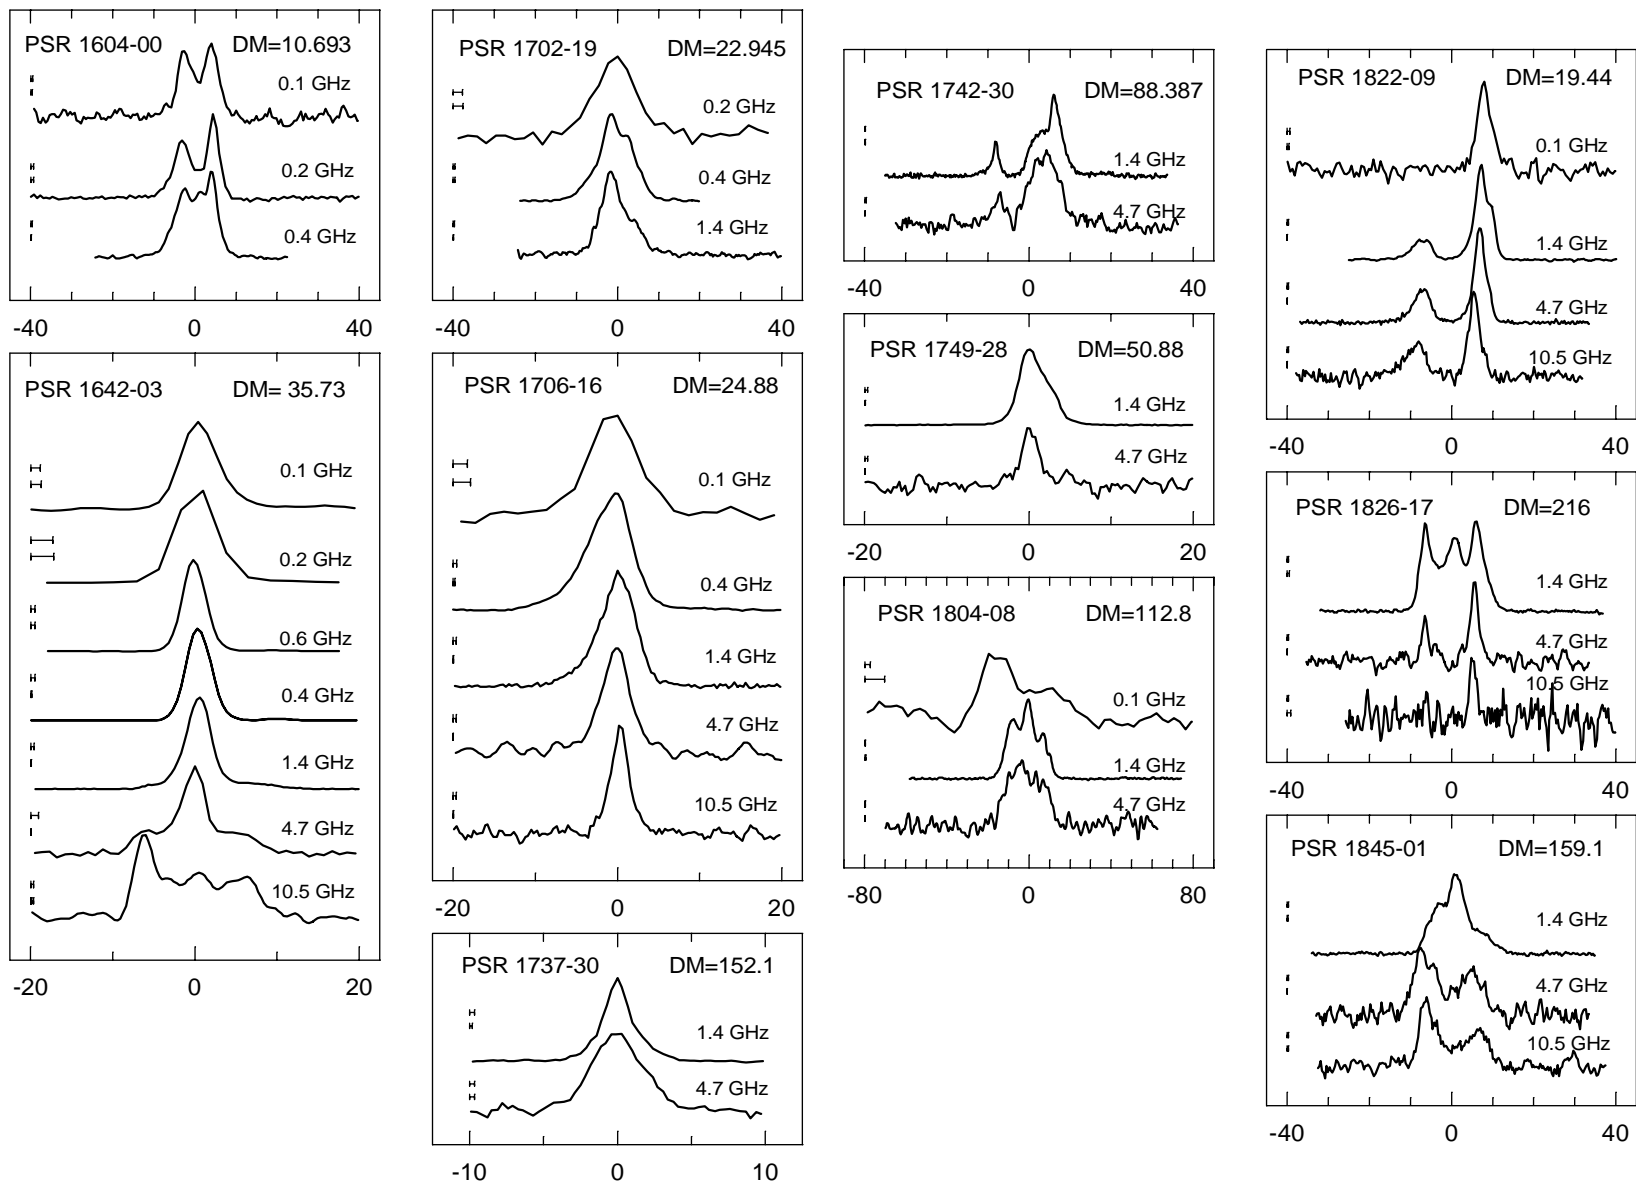 PSR 1604-00 DM=10.693
0.1 GHz
0.2 GHz
0.4 GHz
-40 0 40
PSR 1642-03 DM= 35.73
0.1 GHz
0.2 GHz
0.6 GHz
0.4 GHz
1.4 GHz
4.7 GHz
10.5 GHz
-20 0 20
PSR 1702-19 DM=22.945
0.2 GHz
0.4 GHz
1.4 GHz
-40 0 40
PSR 1706-16 DM=24.88
0.1 GHz
0.4 GHz
1.4 GHz
4.7 GHz
10.5 GHz
-20 0 20
PSR 1737-30 DM=152.1
1.4 GHz
4.7 GHz
-10 0 10
PSR 1742-30 DM=88.387
1.4 GHz
4.7 GHz
-40 0 40
PSR 1749-28 DM=50.88
1.4 GHz
4.7 GHz
-20 0 20
PSR 1804-08 DM=112.8
0.1 GHz
1.4 GHz
4.7 GHz
-80 0 80
PSR 1822-09 DM=19.44
0.1 GHz
1.4 GHz
4.7 GHz
10.5 GHz
-40 0 40
PSR 1826-17 DM=216
1.4 GHz
4.7 GHz
10.5 GHz
-40 0 40
PSR 1845-01 DM=159.1
1.4 GHz
4.7 GHz
10.5 GHz
-40 0 40